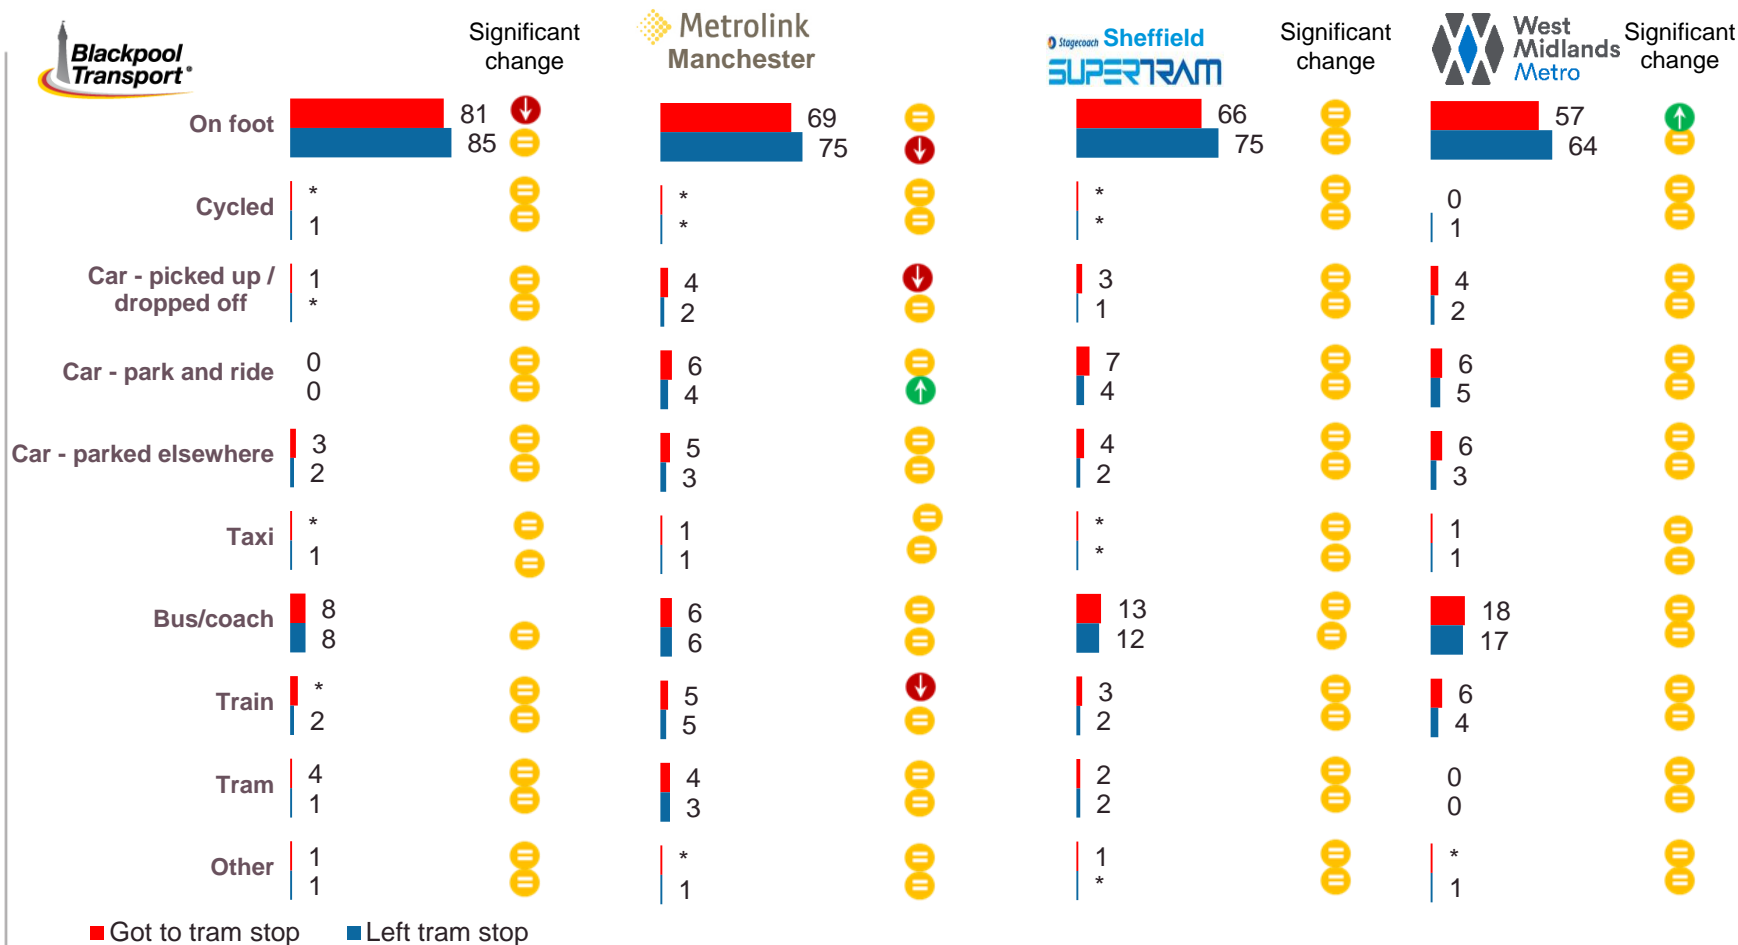 Blackpool
Transport
Significant
change
Metrolink
Manchester
Stagecoach Sheffield
SUPERTRAM
Significant
change
West
Midlands
Metro
Significant
change
On foot 81 69 66 57
85 75 75 64
Cycled * * * 0
1 * * 1
Car - picked up / 1 4 3 4
dropped off * 2 1 2
Car - park and ride 0 6 7 6
0 4 4 5
Car - parked elsewhere 3 5 4 6
2 3 2 3
Taxi * 1 * 1
1 1 * 1
Bus/coach 8 6 13 18
8 6 12 17
Train * 5 3 6
2 5 2 4
Tram 4 4 2 0
1 3 2 0
Other 1 * 1 *
1 1 * 1
Got to tram stop Left tram stop